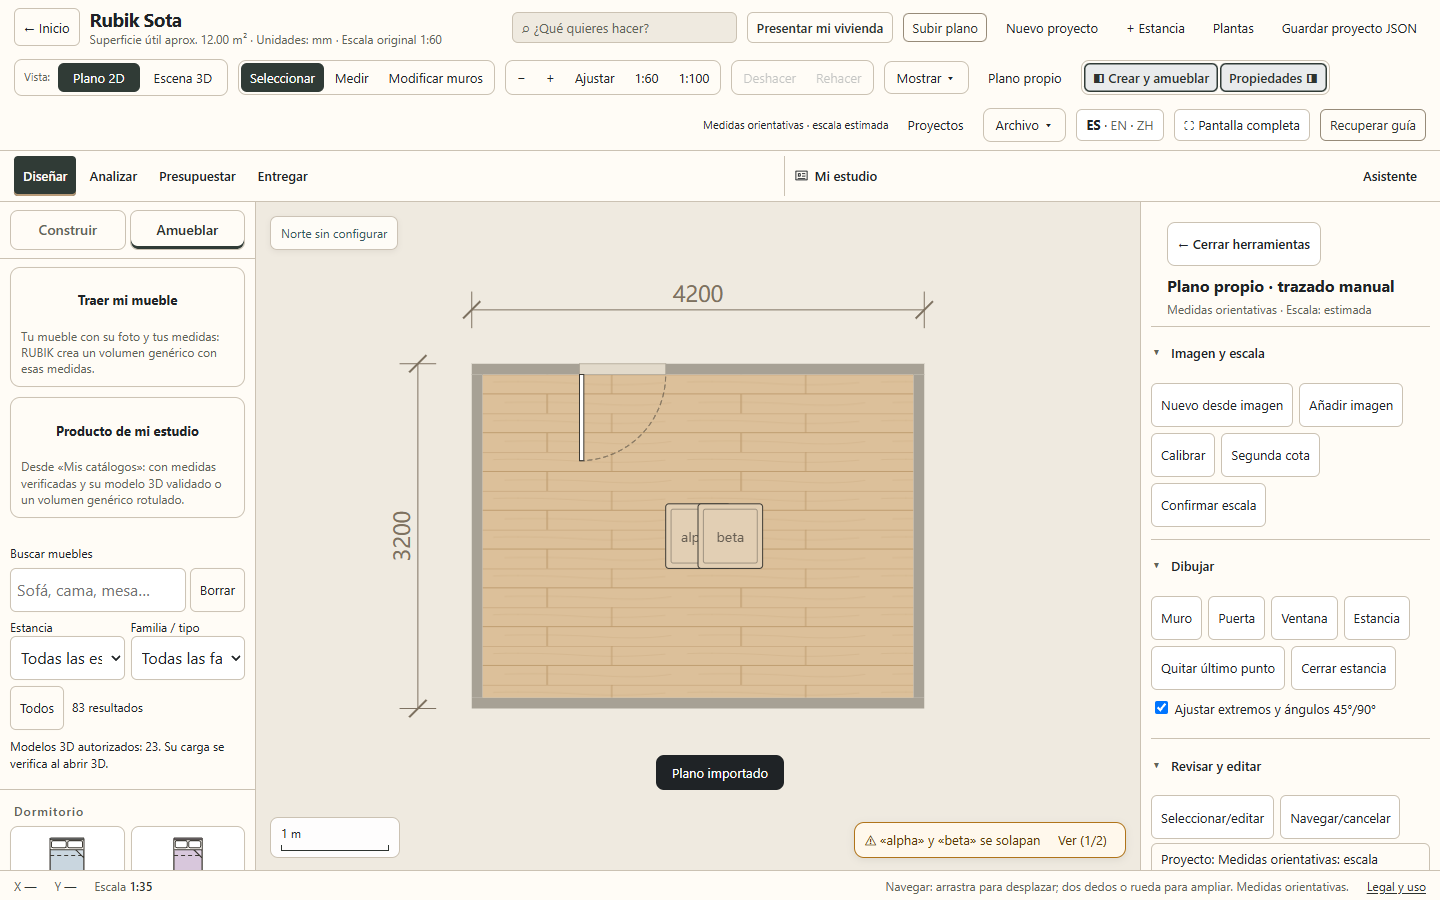 ← Inicio
Rubik Sota
Superficie útil aprox. 12.00 m² · Unidades: mm · Escala original 1:60
¿Qué quieres hacer?
Presentar mi vivienda
Subir plano
Nuevo proyecto
+ Estancia
Plantas
Guardar proyecto JSON
Vista:
Plano 2D
Escena 3D
Seleccionar
Medir
Modificar muros
−
+
Ajustar
1:60
1:100
Deshacer
Rehacer
Mostrar
Plano propio
Crear y amueblar
Propiedades
Medidas orientativas · escala estimada
Proyectos
Archivo
ES · EN · ZH
Pantalla completa
Recuperar guía
Diseñar
Analizar
Presupuestar
Entregar
Mi estudio
Asistente
Construir
Amueblar
Traer mi mueble
Tu mueble con su foto y tus medidas:
RUBIK crea un volumen genérico con
esas medidas.
Producto de mi estudio
Desde «Mis catálogos»: con medidas
verificadas y su modelo 3D validado o
un volumen genérico rotulado.
Buscar muebles
Sofá, cama, mesa...
Borrar
Estancia
Familia / tipo
Todas las es
Todas las fa
Todos
83 resultados
Modelos 3D autorizados: 23. Su carga se
verifica al abrir 3D.
Dormitorio
Norte sin configurar
4200
3200
alp
beta
Plano importado
1 m
⚠ «alpha» y «beta» se solapan
Ver (1/2)
← Cerrar herramientas
Plano propio · trazado manual
Medidas orientativas · Escala: estimada
Imagen y escala
Nuevo desde imagen
Añadir imagen
Calibrar
Segunda cota
Confirmar escala
Dibujar
Muro
Puerta
Ventana
Estancia
Quitar último punto
Cerrar estancia
Ajustar extremos y ángulos 45°/90°
Revisar y editar
Seleccionar/editar
Navegar/cancelar
Proyecto: Medidas orientativas: escala
X —
Y —
Escala 1:35
Navegar: arrastra para desplazar; dos dedos o rueda para ampliar. Medidas orientativas.
Legal y uso